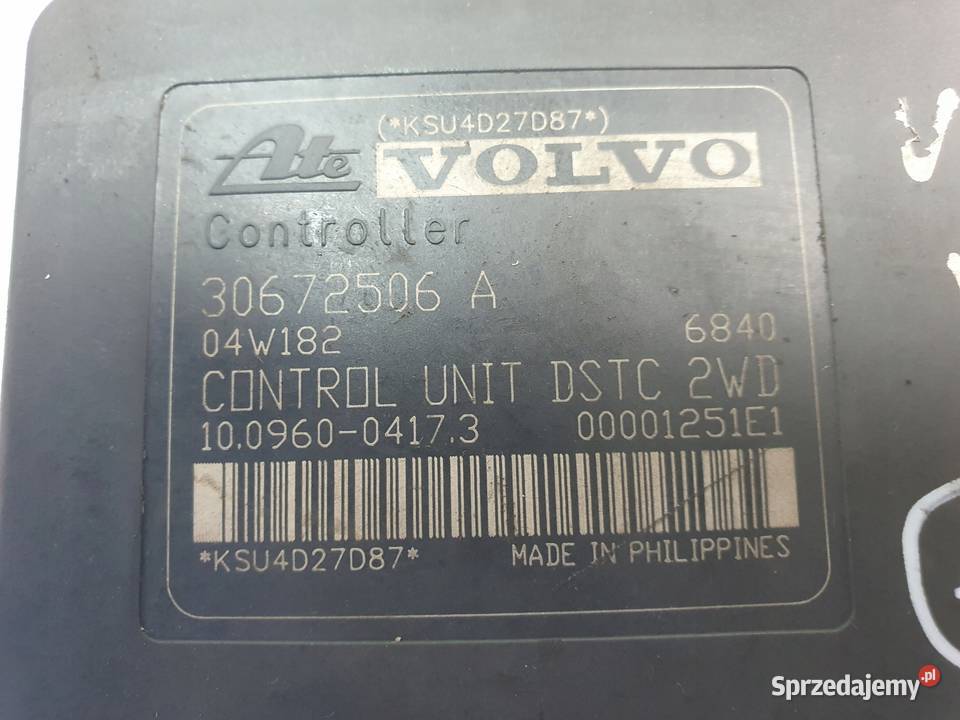 (*KSU4D27D87*)
Ate VOLVO
Controller
30672506 A
04W182 6840
CONTROL UNIT DSTC 2WD
10.0960-0417.3 00001251E1
*KSU4D27D87* MADE IN PHILIPPINES
Sprzedajemy.pl